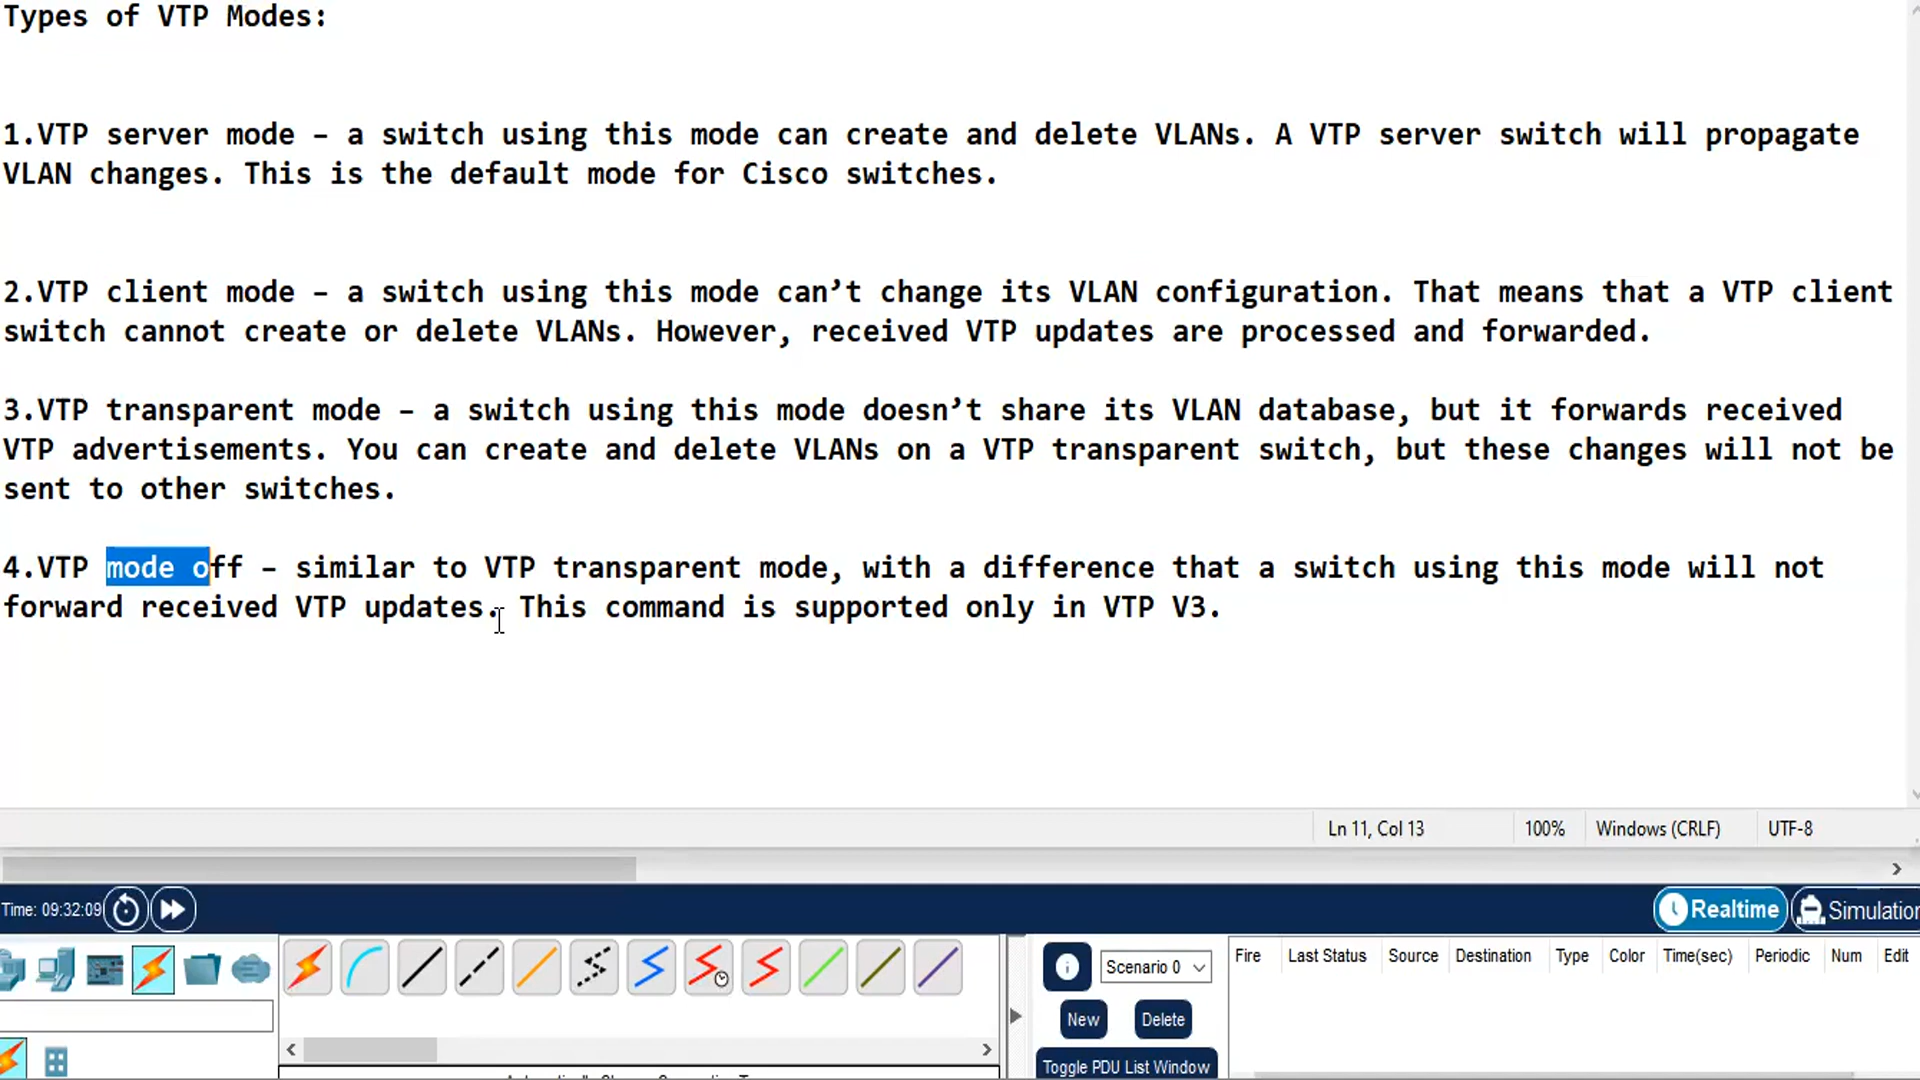 Types of VTP Modes:
1.VTP server mode – a switch using this mode can create and delete VLANs. A VTP server switch will propagate
VLAN changes. This is the default mode for Cisco switches.
2.VTP client mode – a switch using this mode can’t change its VLAN configuration. That means that a VTP client
switch cannot create or delete VLANs. However, received VTP updates are processed and forwarded.
3.VTP transparent mode – a switch using this mode doesn’t share its VLAN database, but it forwards received
VTP advertisements. You can create and delete VLANs on a VTP transparent switch, but these changes will not be
sent to other switches.
4.VTP mode off – similar to VTP transparent mode, with a difference that a switch using this mode will not
forward received VTP updates. This command is supported only in VTP V3.
Ln 11, Col 13 100% Windows (CRLF) UTF-8
Time: 09:32:09 Realtime Simulation
Scenario 0 Fire Last Status Source Destination Type Color Time(sec) Periodic Num Edit
New Delete
Toggle PDU List Window